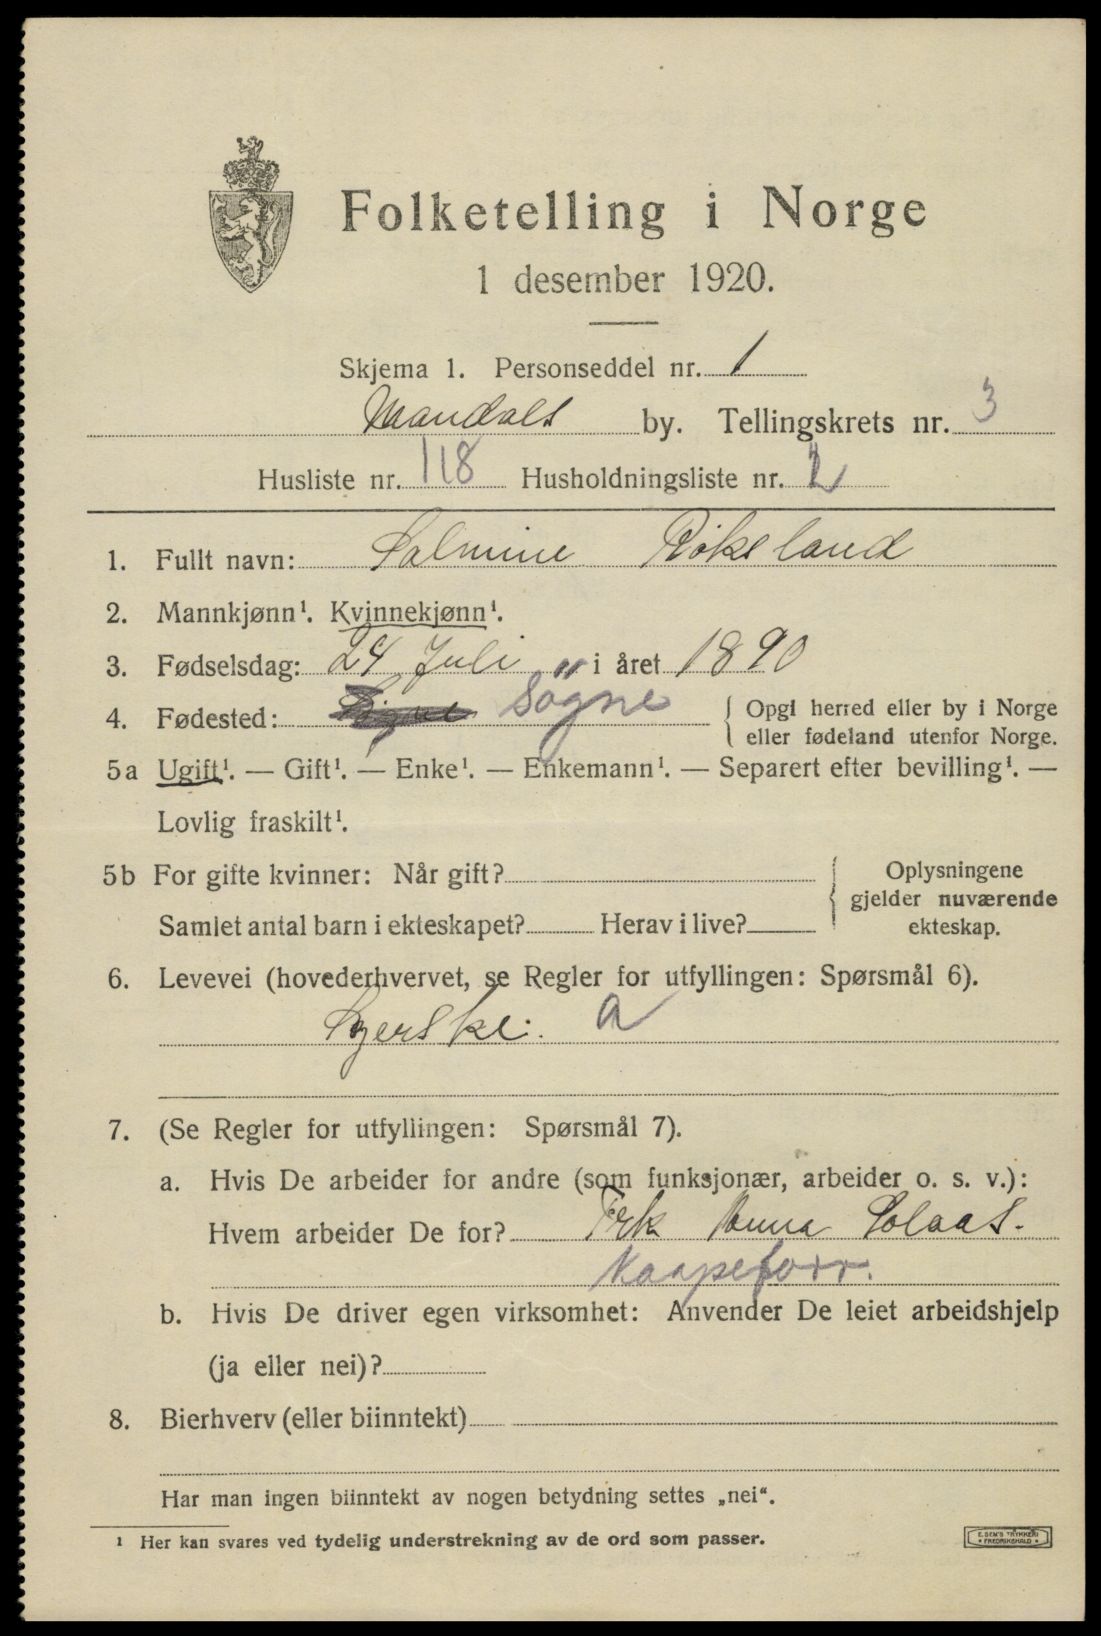 Folketelling i Norge
1 desember 1920.
Skjema 1. Personseddel nr. 1
Mandals by. Tellingskrets nr. 3
Husliste nr. 118 Husholdningsliste nr. 2
1. Fullt navn: Salmine Røksland
2. Mannkjønn¹. Kvinnekjønn¹.
3. Fødselsdag: 24 Juli i året 1890
4. Fødested: Søgne { Opgi herred eller by i Norge
eller fødeland utenfor Norge.
5a Ugift¹. — Gift¹. — Enke¹. — Enkemann¹. — Separert efter bevilling¹. —
Lovlig fraskilt¹.
5b For gifte kvinner: Når gift? { Oplysningene
gjelder nuværende
Samlet antal barn i ekteskapet? Herav i live? ekteskap.
6. Levevei (hovederhvervet, se Regler for utfyllingen: Spørsmål 6).
Syerske. a
7. (Se Regler for utfyllingen: Spørsmål 7).
a. Hvis De arbeider for andre (som funksjonær, arbeider o. s. v.):
Hvem arbeider De for? Frk Anna Solaas.
Kaapeforr.
b. Hvis De driver egen virksomhet: Anvender De leiet arbeidshjelp
(ja eller nei)?
8. Bierhverv (eller biinntekt)
Har man ingen biinntekt av nogen betydning settes „nei“.
¹ Her kan svares ved tydelig understrekning av de ord som passer.
E. SEM'S TRYKKERI
• FREDRIKSHALD •